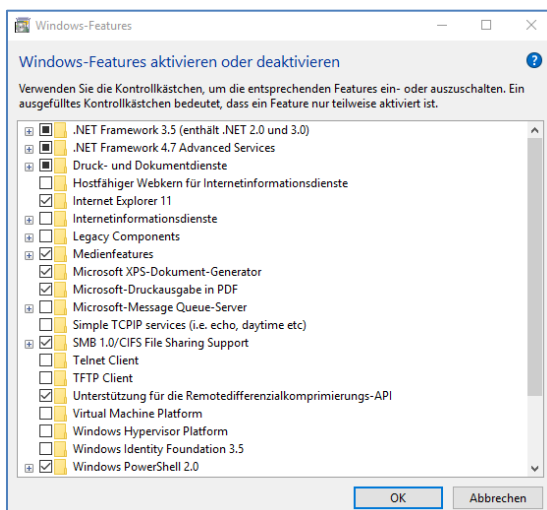 Windows-Features
Windows-Features aktivieren oder deaktivieren
Verwenden Sie die Kontrollkästchen, um die entsprechenden Features ein- oder auszuschalten. Ein
ausgefülltes Kontrollkästchen bedeutet, dass ein Feature nur teilweise aktiviert ist.
.NET Framework 3.5 (enthält .NET 2.0 und 3.0)
.NET Framework 4.7 Advanced Services
Druck- und Dokumentdienste
Hostfähiger Webkern für Internetinformationsdienste
Internet Explorer 11
Internetinformationsdienste
Legacy Components
Medienfeatures
Microsoft XPS-Dokument-Generator
Microsoft-Druckausgabe in PDF
Microsoft-Message Queue-Server
Simple TCPIP services (i.e. echo, daytime etc)
SMB 1.0/CIFS File Sharing Support
Telnet Client
TFTP Client
Unterstützung für die Remotedifferenzialkomprimierungs-API
Virtual Machine Platform
Windows Hypervisor Platform
Windows Identity Foundation 3.5
Windows PowerShell 2.0
OK Abbrechen